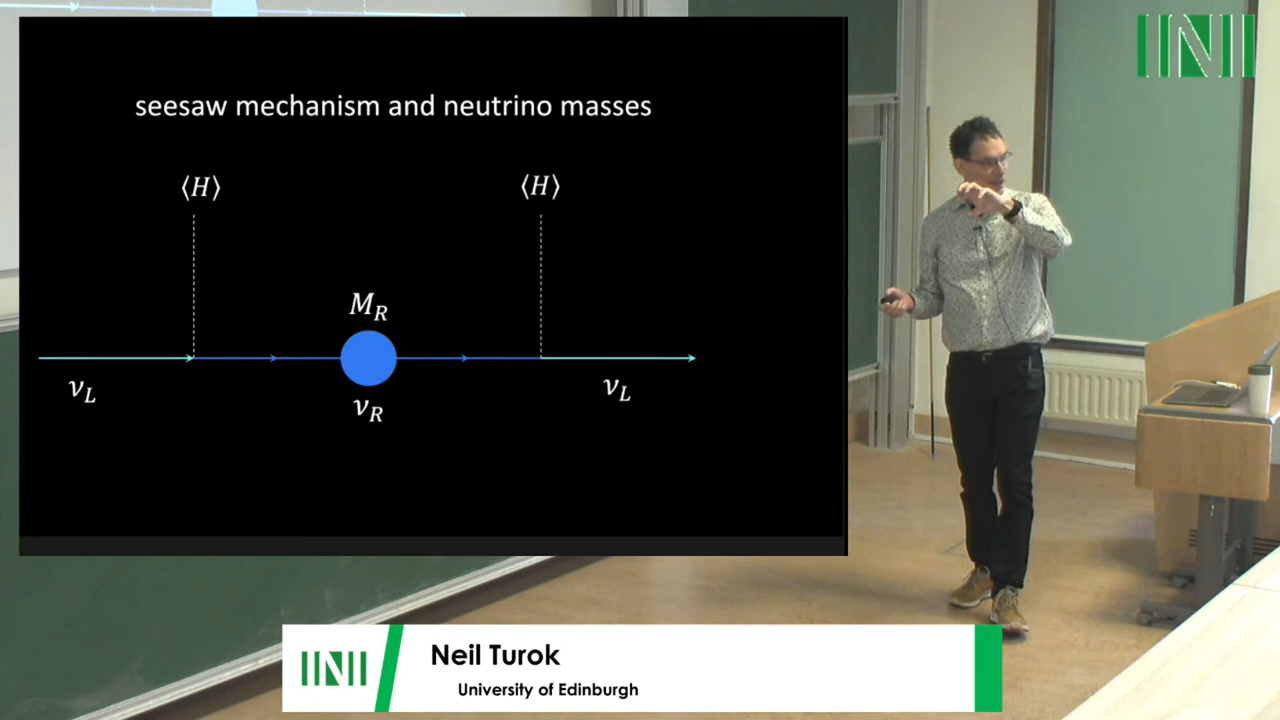 INI
seesaw mechanism and neutrino masses
⟨H⟩ ⟨H⟩
M_R
ν_L ν_R ν_L
INI
Neil Turok
University of Edinburgh